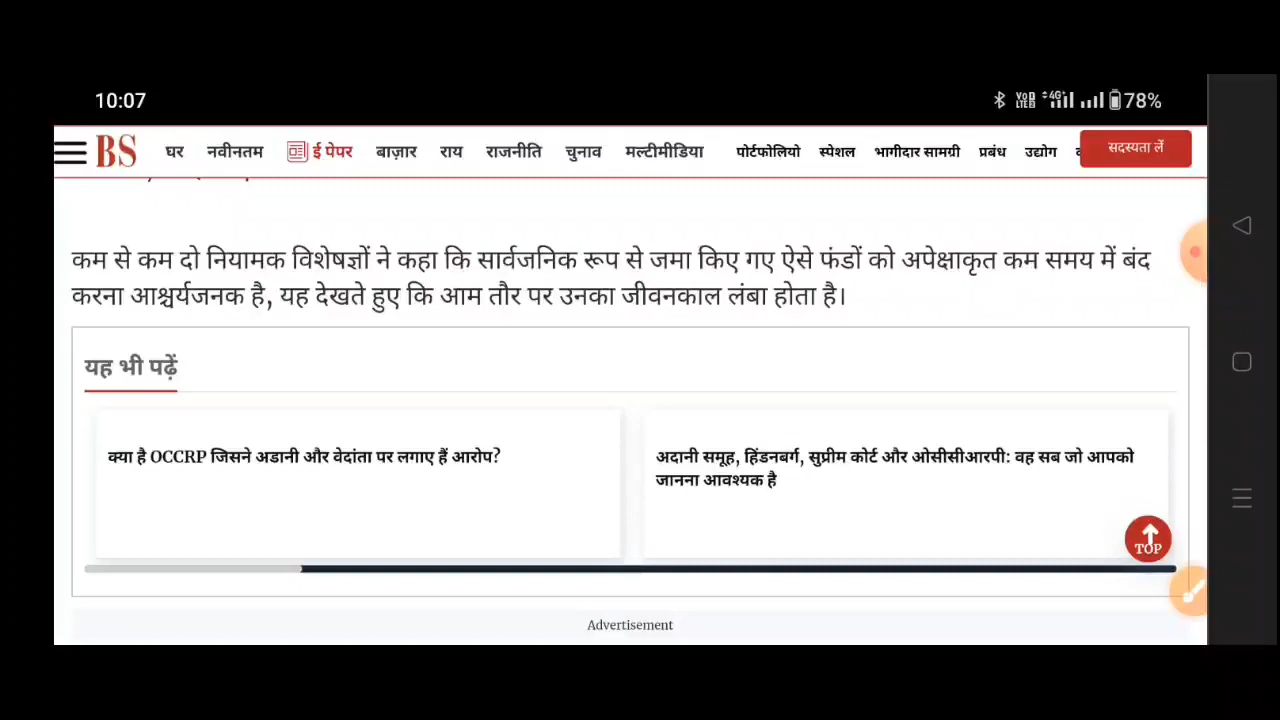 10:07
VoD LTED 4G+ 78%
BS घर नवीनतम ई पेपर बाज़ार राय राजनीति चुनाव मल्टीमीडिया पोर्टफोलियो स्पेशल भागीदार सामग्री प्रबंध उद्योग सदस्यता लें
कम से कम दो नियामक विशेषज्ञों ने कहा कि सार्वजनिक रूप से जमा किए गए ऐसे फंडों को अपेक्षाकृत कम समय में बंद
करना आश्चर्यजनक है, यह देखते हुए कि आम तौर पर उनका जीवनकाल लंबा होता है।
यह भी पढ़ें
क्या है OCCRP जिसने अडानी और वेदांता पर लगाए हैं आरोप?
अदानी समूह, हिंडनबर्ग, सुप्रीम कोर्ट और ओसीसीआरपी: वह सब जो आपको
जानना आवश्यक है
TOP
Advertisement